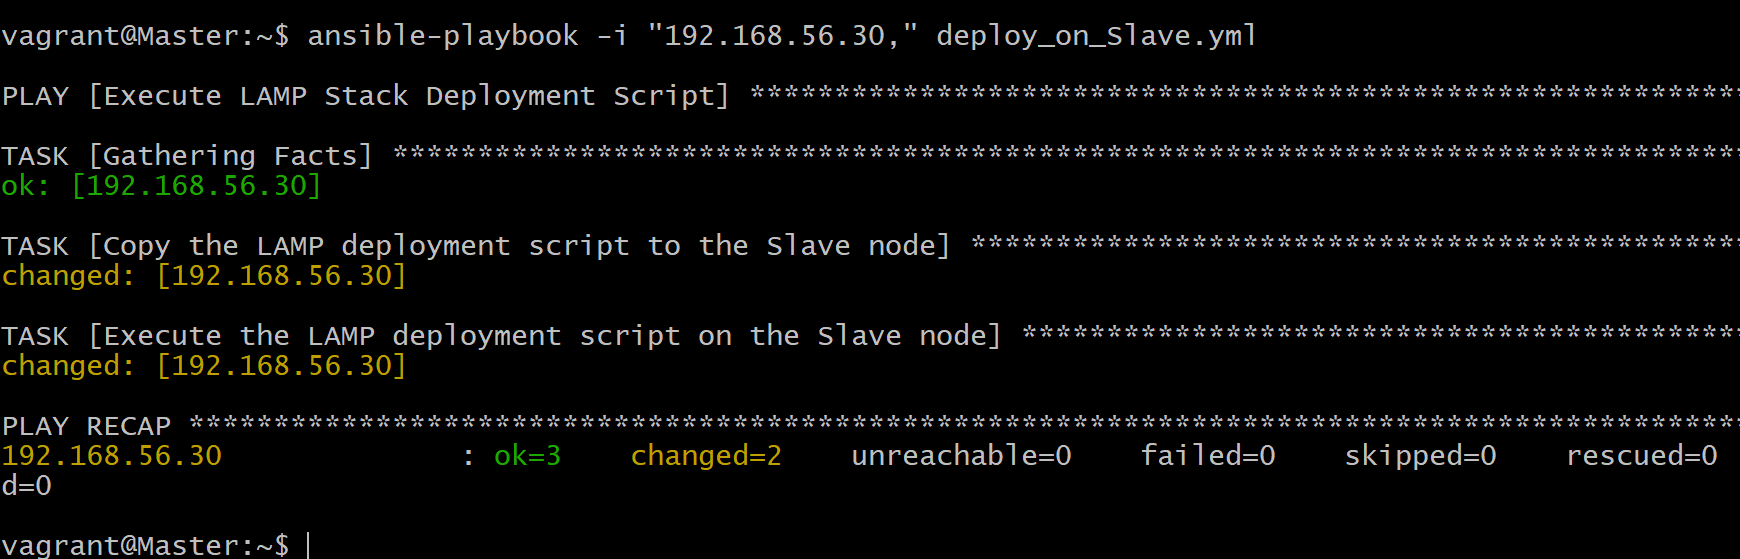 vagrant@Master:~$ ansible-playbook -i "192.168.56.30," deploy_on_Slave.yml
PLAY [Execute LAMP Stack Deployment Script] **********************************************************
TASK [Gathering Facts] *******************************************************************************
ok: [192.168.56.30]
TASK [Copy the LAMP deployment script to the Slave node] *********************************************
changed: [192.168.56.30]
TASK [Execute the LAMP deployment script on the Slave node] ******************************************
changed: [192.168.56.30]
PLAY RECAP *******************************************************************************************
192.168.56.30              : ok=3    changed=2    unreachable=0    failed=0    skipped=0    rescued=0
d=0
vagrant@Master:~$